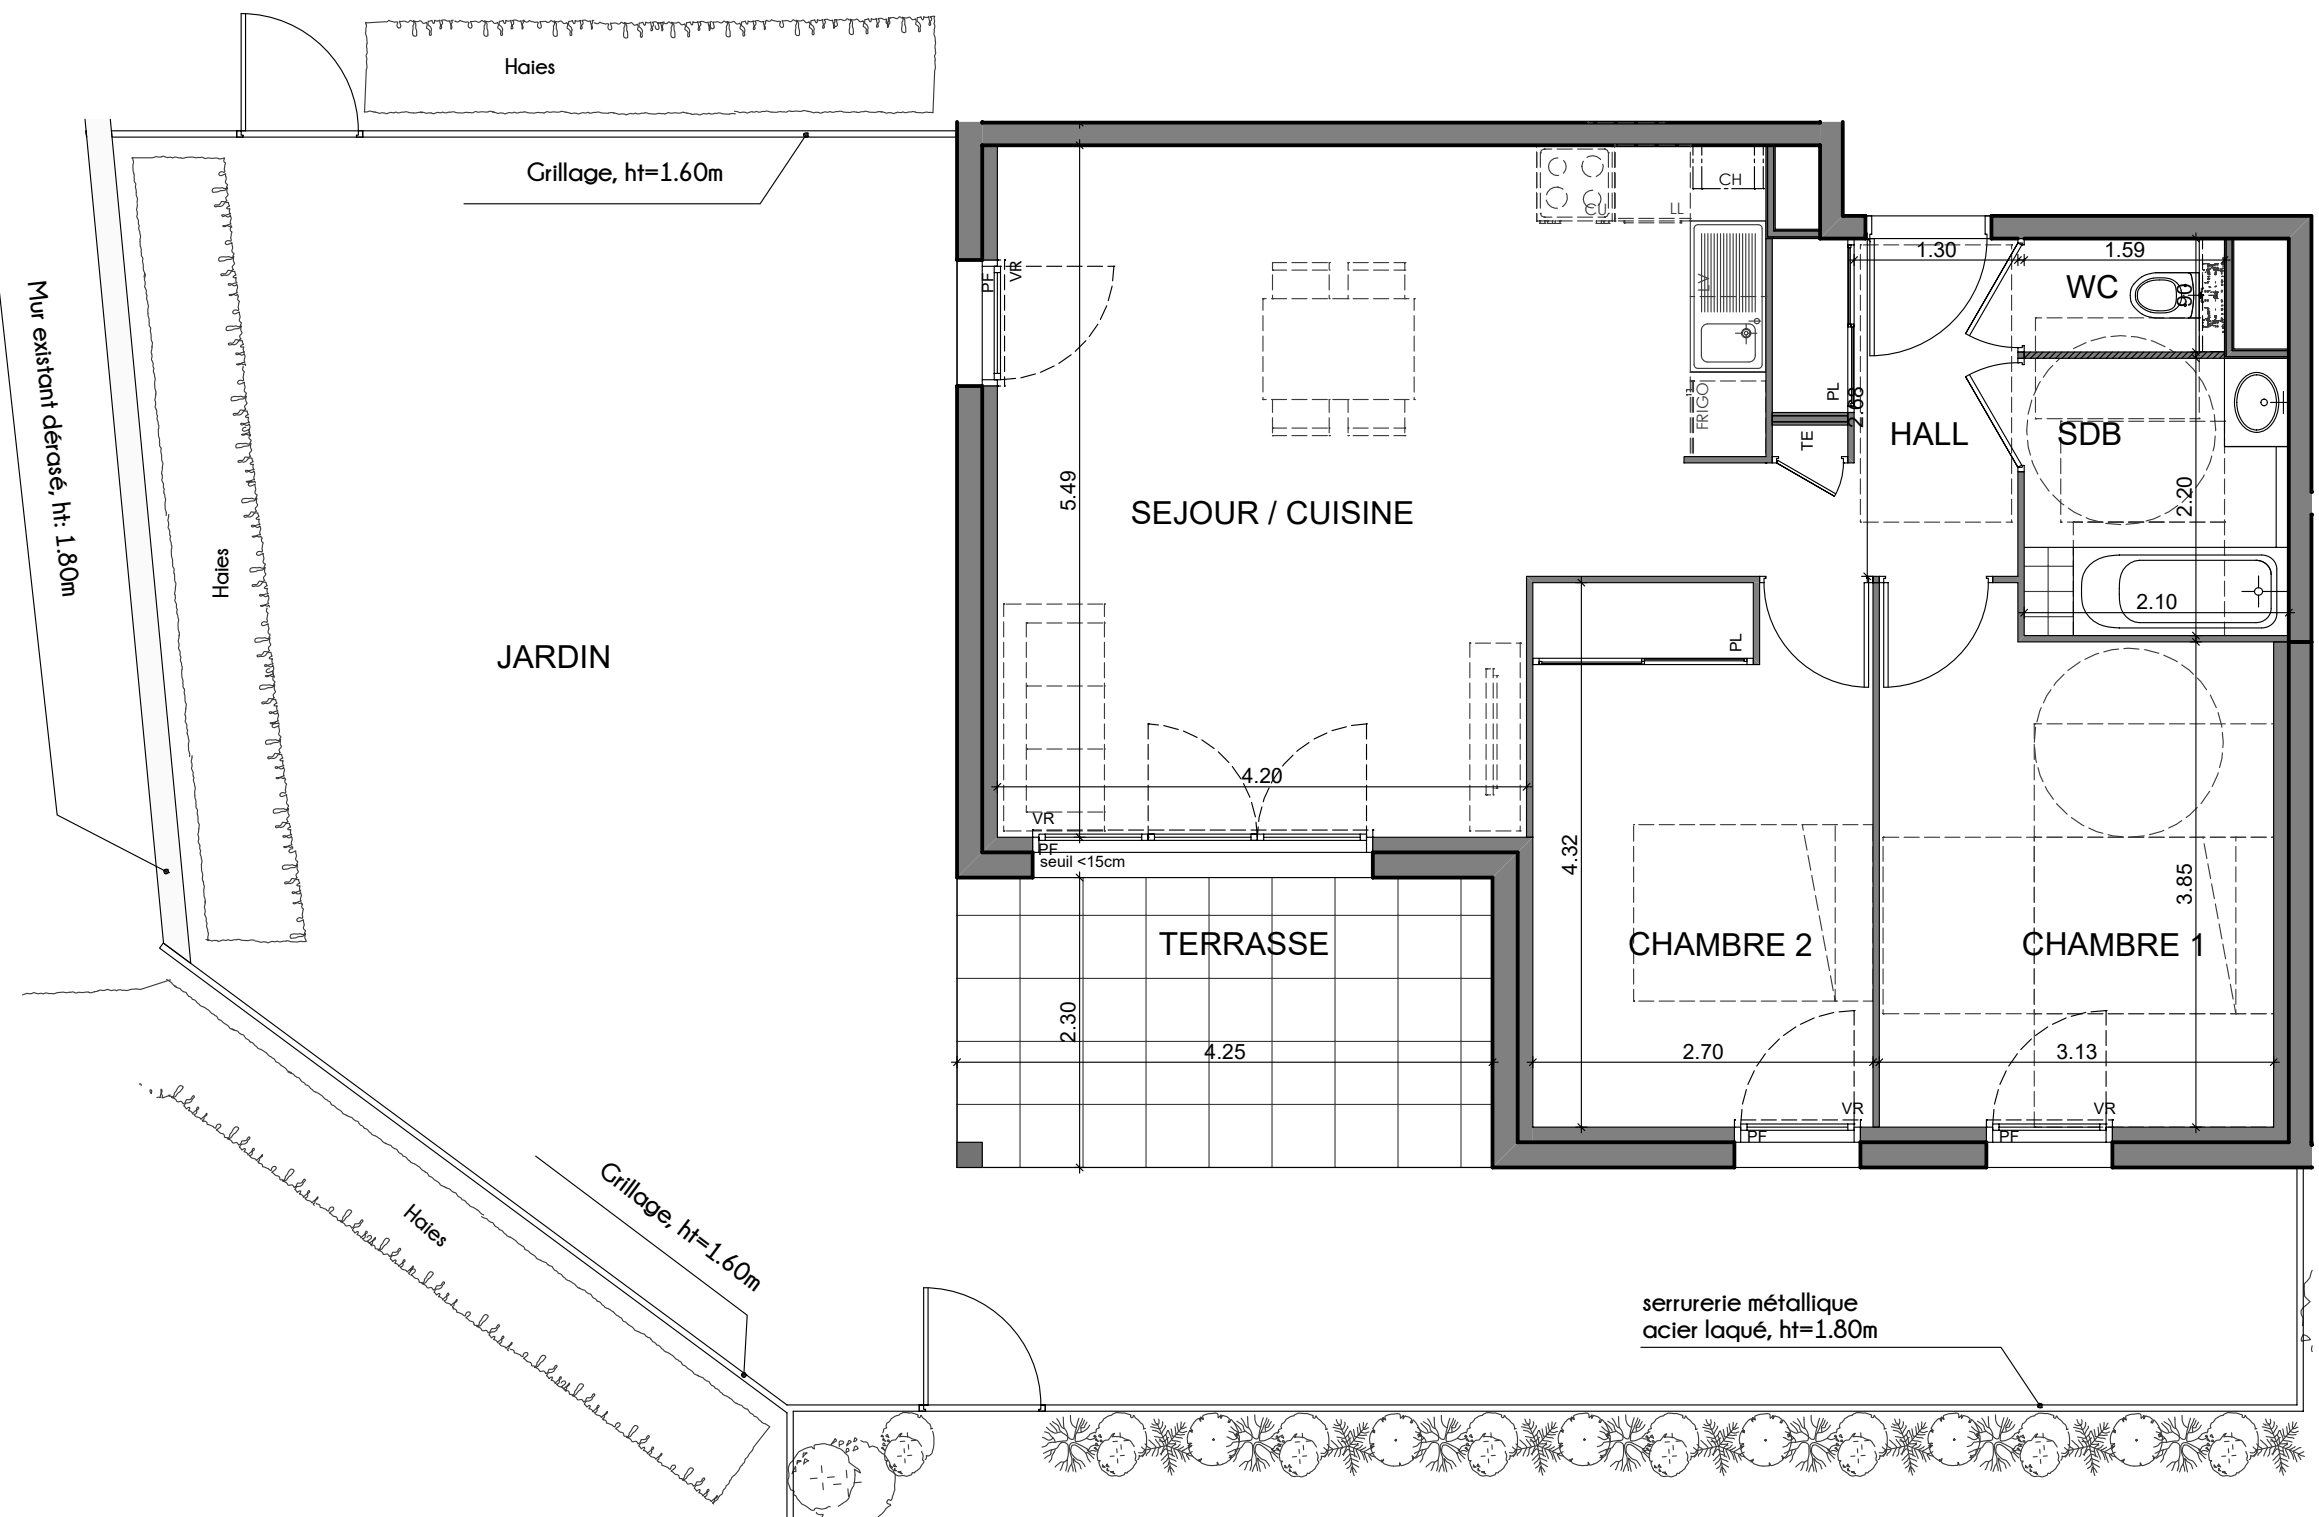 Haies
Grillage, ht=1.60m
Mur existant dérasé, ht: 1.80m
Haies
JARDIN
PF
VR
CU
LL
CH
LV
FRIGO
5.49
SEJOUR / CUISINE
4.20
VR
PF
seuil <15cm
PL
TE
2.68
1.30
HALL
1.59
WC
90
SDB
2.20
2.10
PL
4.32
CHAMBRE 2
2.70
VR
PF
3.85
CHAMBRE 1
3.13
VR
PF
TERRASSE
2.30
4.25
Grillage, ht=1.60m
Haies
serrurerie métallique
acier laqué, ht=1.80m